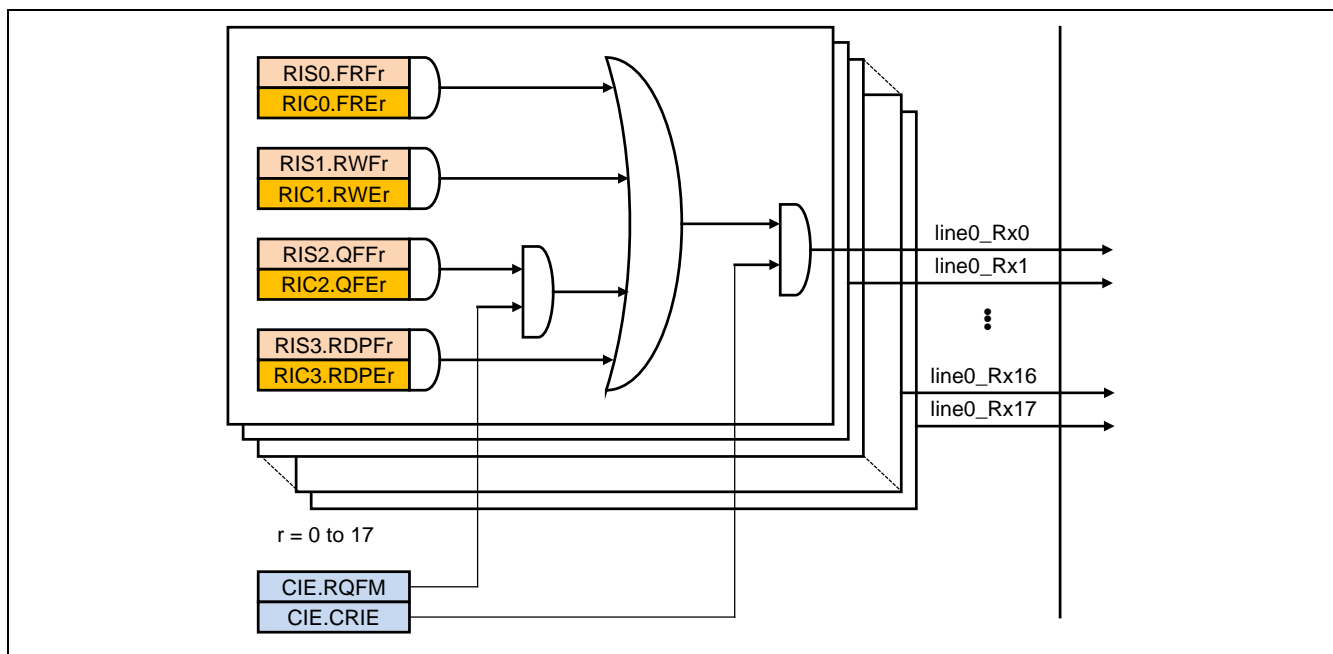 RIS0.FRFr
RIC0.FREr
RIS1.RWFr
RIC1.RWEr
RIS2.QFFr
RIC2.QFEr
RIS3.RDPFr
RIC3.RDPEr
line0_Rx0
line0_Rx1
line0_Rx16
line0_Rx17
r = 0 to 17
CIE.RQFM
CIE.CRIE